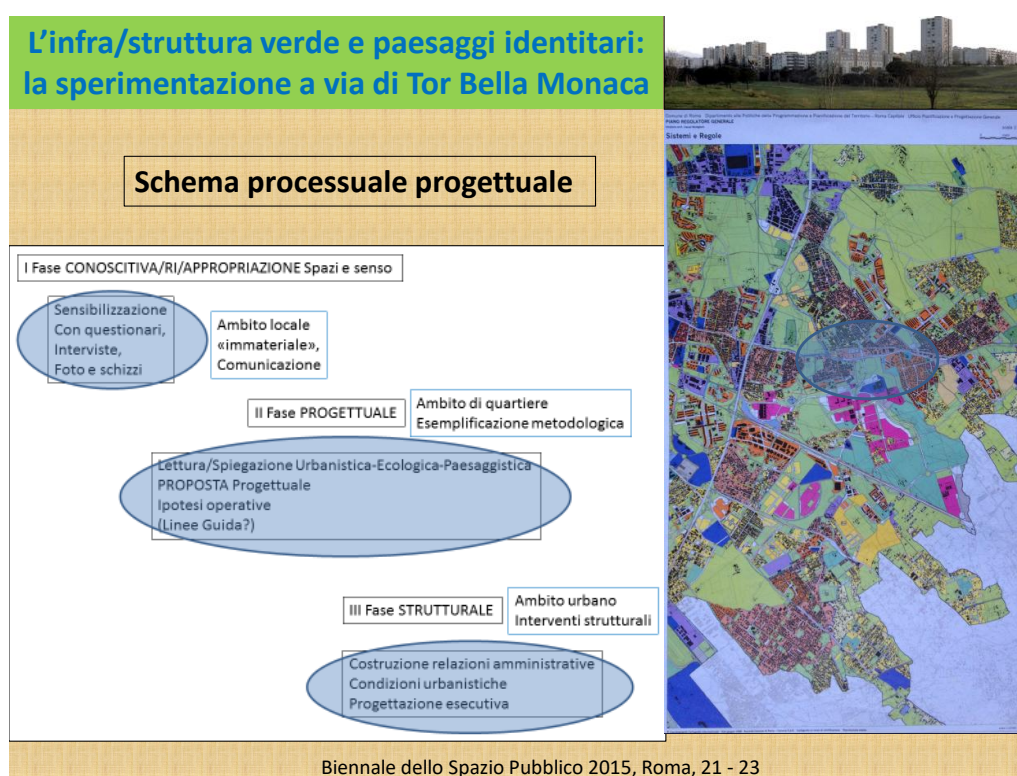 L'infra/struttura verde e paesaggi identitari:
la sperimentazione a via di Tor Bella Monaca
Schema processuale progettuale
I Fase CONOSCITIVA/RI/APPROPRIAZIONE Spazi e senso
Sensibilizzazione
Con questionari,
Interviste,
Foto e schizzi
Ambito locale
«immateriale»,
Comunicazione
II Fase PROGETTUALE
Ambito di quartiere
Esemplificazione metodologica
Lettura/Spiegazione Urbanistica-Ecologica-Paesaggistica
PROPOSTA Progettuale
Ipotesi operative
(Linee Guida?)
III Fase STRUTTURALE
Ambito urbano
Interventi strutturali
Costruzione relazioni amministrative
Condizioni urbanistiche
Progettazione esecutiva
PIANO REGOLATORE GENERALE
Sistemi e Regole
Biennale dello Spazio Pubblico 2015, Roma, 21 - 23